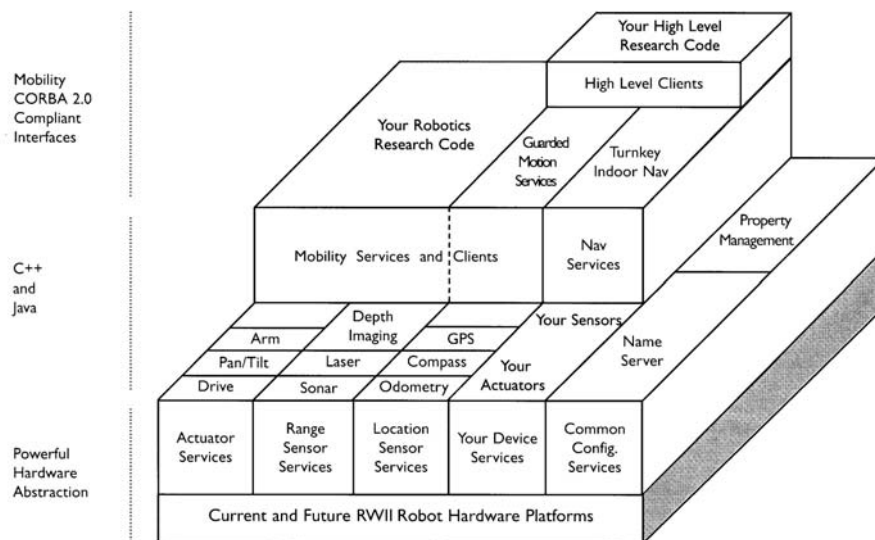 Your High Level
Research Code
High Level Clients
Mobility
CORBA 2.0
Compliant
Interfaces
Your Robotics
Research Code
Guarded
Motion
Services
Turnkey
Indoor Nav
Property
Management
Mobility Services and Clients
Nav
Services
C++
and
Java
Depth
Imaging
Your Sensors
Arm
GPS
Name
Server
Pan/Tilt
Laser
Compass
Your
Actuators
Drive
Sonar
Odometry
Actuator
Services
Range
Sensor
Services
Location
Sensor
Services
Your Device
Services
Common
Config.
Services
Powerful
Hardware
Abstraction
Current and Future RWII Robot Hardware Platforms